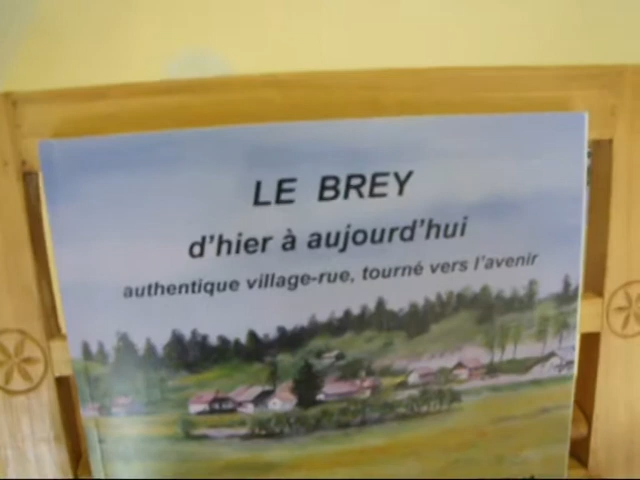 LE BREY
d'hier à aujourd'hui
authentique village-rue, tourné vers l'avenir